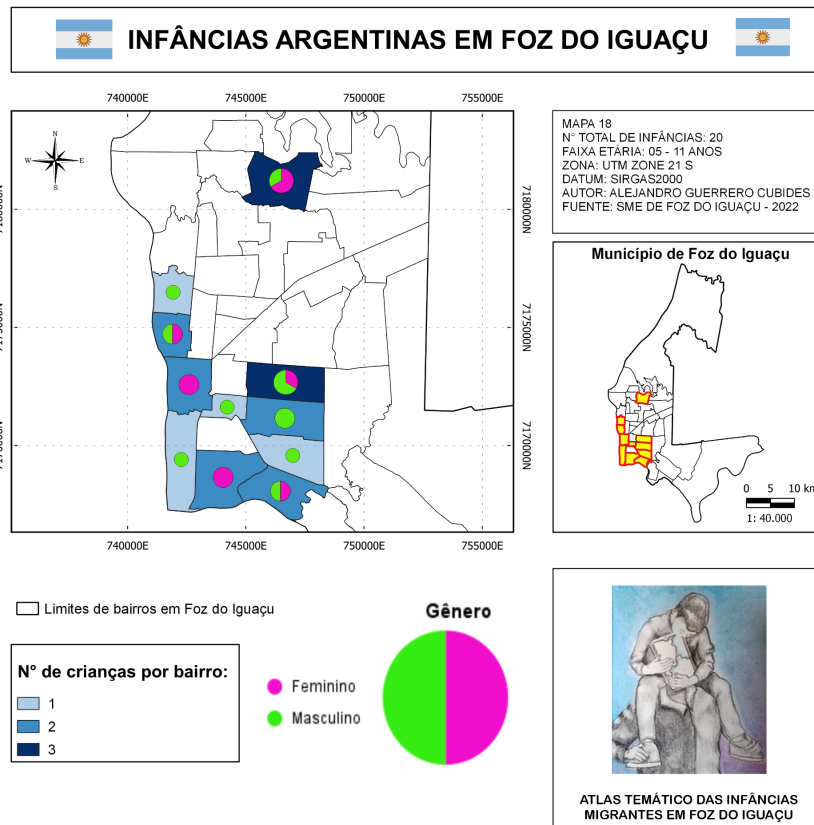 INFÂNCIAS ARGENTINAS EM FOZ DO IGUAÇU
740000E 745000E 750000E 755000E
N
W E
S
7180000N
7175000N 7175000N
7170000N 7170000N
740000E 745000E 750000E 755000E
MAPA 18
N° TOTAL DE INFÂNCIAS: 20
FAIXA ETÁRIA: 05 - 11 ANOS
ZONA: UTM ZONE 21 S
DATUM: SIRGAS2000
AUTOR: ALEJANDRO GUERRERO CUBIDES
FUENTE: SME DE FOZ DO IGUAÇU - 2022
Município de Foz do Iguaçu
0 5 10 km
1: 40.000
Limites de bairros em Foz do Iguaçu
N° de crianças por bairro:
1
2
3
Gênero
Feminino
Masculino
ATLAS TEMÁTICO DAS INFÂNCIAS
MIGRANTES EM FOZ DO IGUAÇU